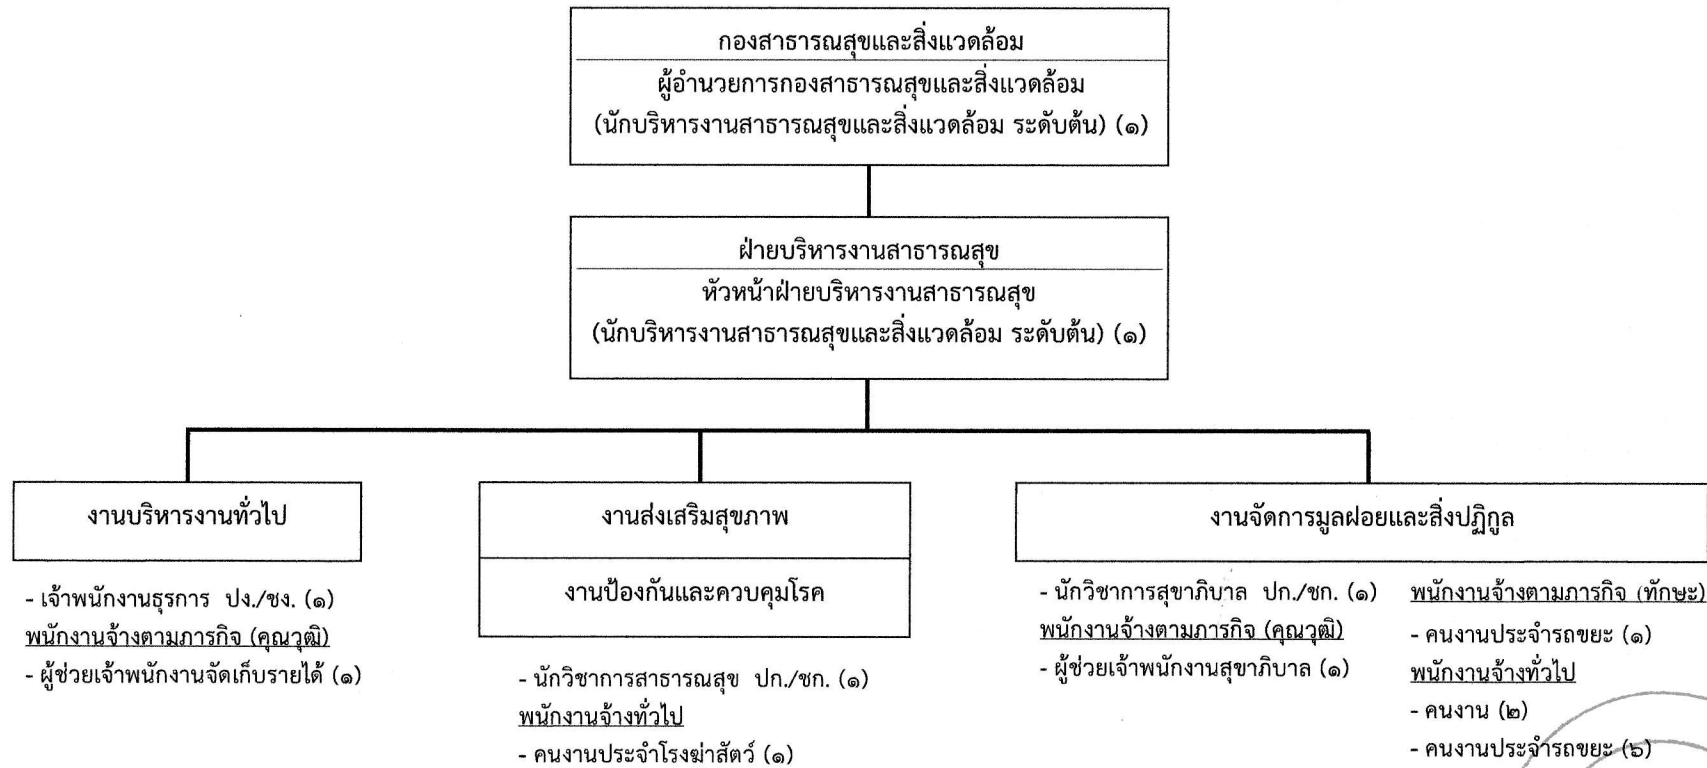 กองสาธารณสุขและสิ่งแวดล้อม
ผู้อำนวยการกองสาธารณสุขและสิ่งแวดล้อม
(นักบริหารงานสาธารณสุขและสิ่งแวดล้อม ระดับต้น) (๑)
ฝ่ายบริหารงานสาธารณสุข
หัวหน้าฝ่ายบริหารงานสาธารณสุข
(นักบริหารงานสาธารณสุขและสิ่งแวดล้อม ระดับต้น) (๑)
งานบริหารงานทั่วไป
- เจ้าพนักงานธุรการ ปง./ชง. (๑)
พนักงานจ้างตามภารกิจ (คุณวุฒิ)
- ผู้ช่วยเจ้าพนักงานจัดเก็บรายได้ (๑)
งานส่งเสริมสุขภาพ
งานป้องกันและควบคุมโรค
- นักวิชาการสาธารณสุข ปก./ชก. (๑)
พนักงานจ้างทั่วไป
- คนงานประจำโรงฆ่าสัตว์ (๑)
งานจัดการมูลฝอยและสิ่งปฏิกูล
- นักวิชาการสุขาภิบาล ปก./ชก. (๑)
พนักงานจ้างตามภารกิจ (คุณวุฒิ)
- ผู้ช่วยเจ้าพนักงานสุขาภิบาล (๑)
พนักงานจ้างตามภารกิจ (ทักษะ)
- คนงานประจำรถขยะ (๑)
พนักงานจ้างทั่วไป
- คนงาน (๒)
- คนงานประจำรถขยะ (๖)